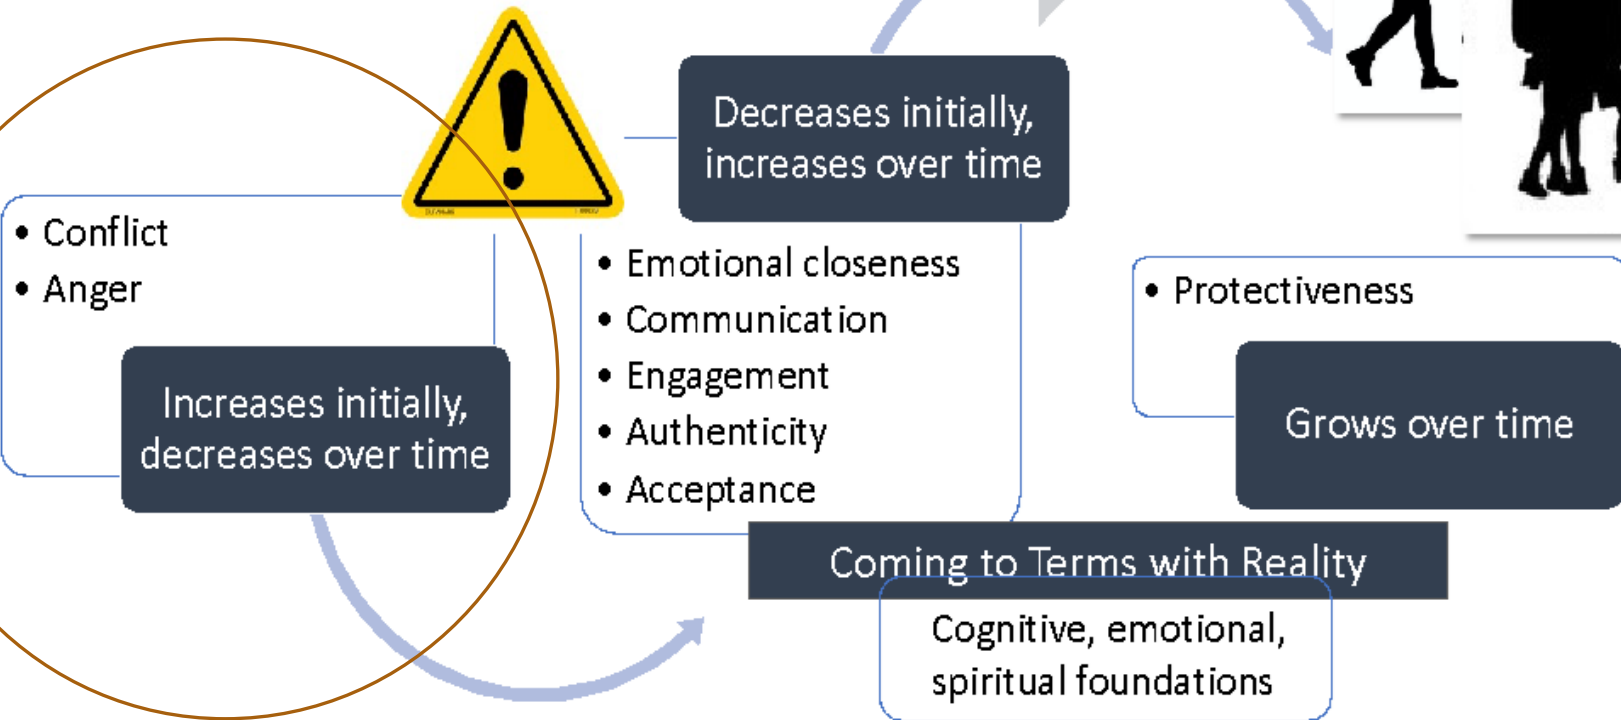 • Conflict
• Anger
Increases initially,
decreases over time
Decreases initially,
increases over time
• Emotional closeness
• Communication
• Engagement
• Authenticity
• Acceptance
• Protectiveness
Grows over time
Coming to Terms with Reality
Cognitive, emotional,
spiritual foundations